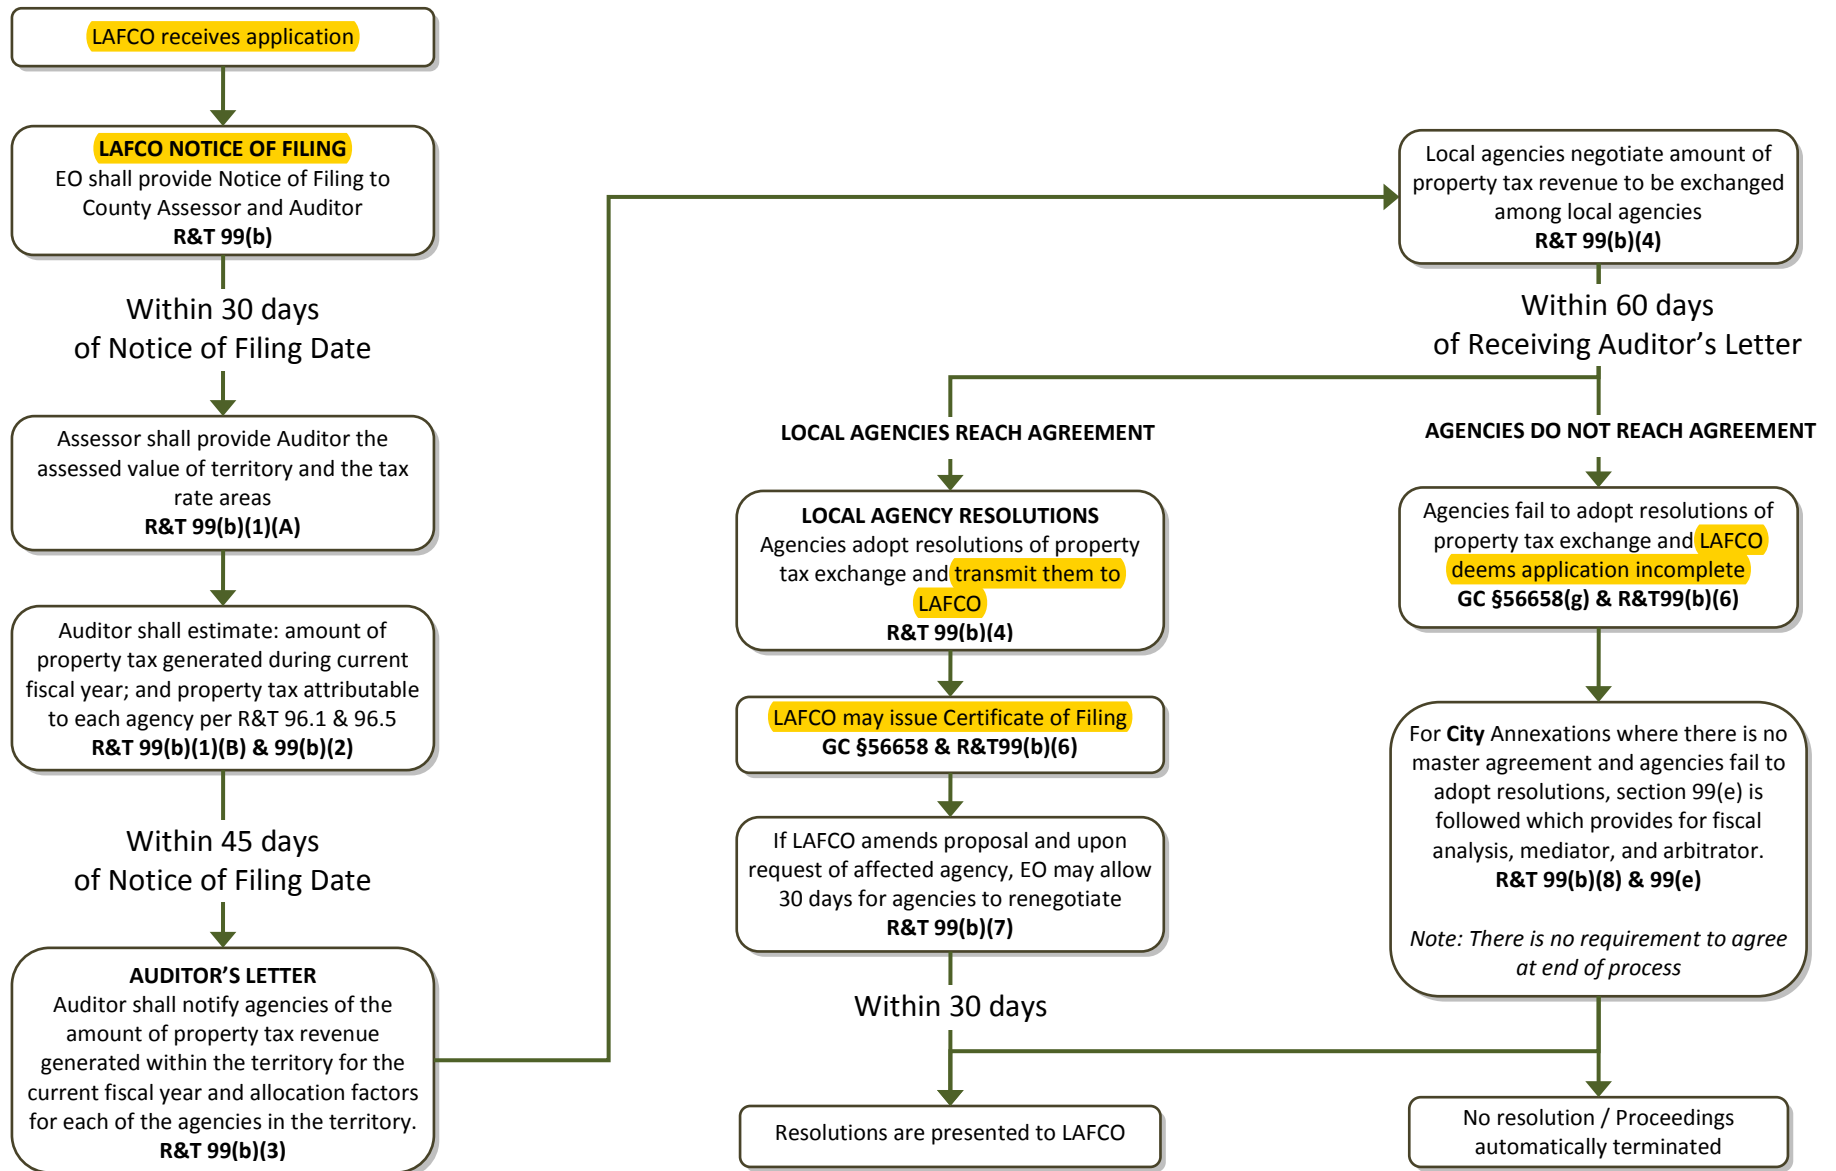 LAFCO receives application
LAFCO NOTICE OF FILING
EO shall provide Notice of Filing to
County Assessor and Auditor
R&T 99(b)
Within 30 days
of Notice of Filing Date
Assessor shall provide Auditor the
assessed value of territory and the tax
rate areas
R&T 99(b)(1)(A)
Auditor shall estimate: amount of
property tax generated during current
fiscal year; and property tax attributable
to each agency per R&T 96.1 & 96.5
R&T 99(b)(1)(B) & 99(b)(2)
Within 45 days
of Notice of Filing Date
AUDITOR'S LETTER
Auditor shall notify agencies of the
amount of property tax revenue
generated within the territory for the
current fiscal year and allocation factors
for each of the agencies in the territory.
R&T 99(b)(3)
Local agencies negotiate amount of
property tax revenue to be exchanged
among local agencies
R&T 99(b)(4)
Within 60 days
of Receiving Auditor's Letter
LOCAL AGENCIES REACH AGREEMENT
LOCAL AGENCY RESOLUTIONS
Agencies adopt resolutions of property
tax exchange and transmit them to
LAFCO
R&T 99(b)(4)
LAFCO may issue Certificate of Filing
GC §56658 & R&T99(b)(6)
If LAFCO amends proposal and upon
request of affected agency, EO may allow
30 days for agencies to renegotiate
R&T 99(b)(7)
Within 30 days
Resolutions are presented to LAFCO
AGENCIES DO NOT REACH AGREEMENT
Agencies fail to adopt resolutions of
property tax exchange and LAFCO
deems application incomplete
GC §56658(g) & R&T99(b)(6)
For City Annexations where there is no
master agreement and agencies fail to
adopt resolutions, section 99(e) is
followed which provides for fiscal
analysis, mediator, and arbitrator.
R&T 99(b)(8) & 99(e)
Note: There is no requirement to agree
at end of process
No resolution / Proceedings
automatically terminated